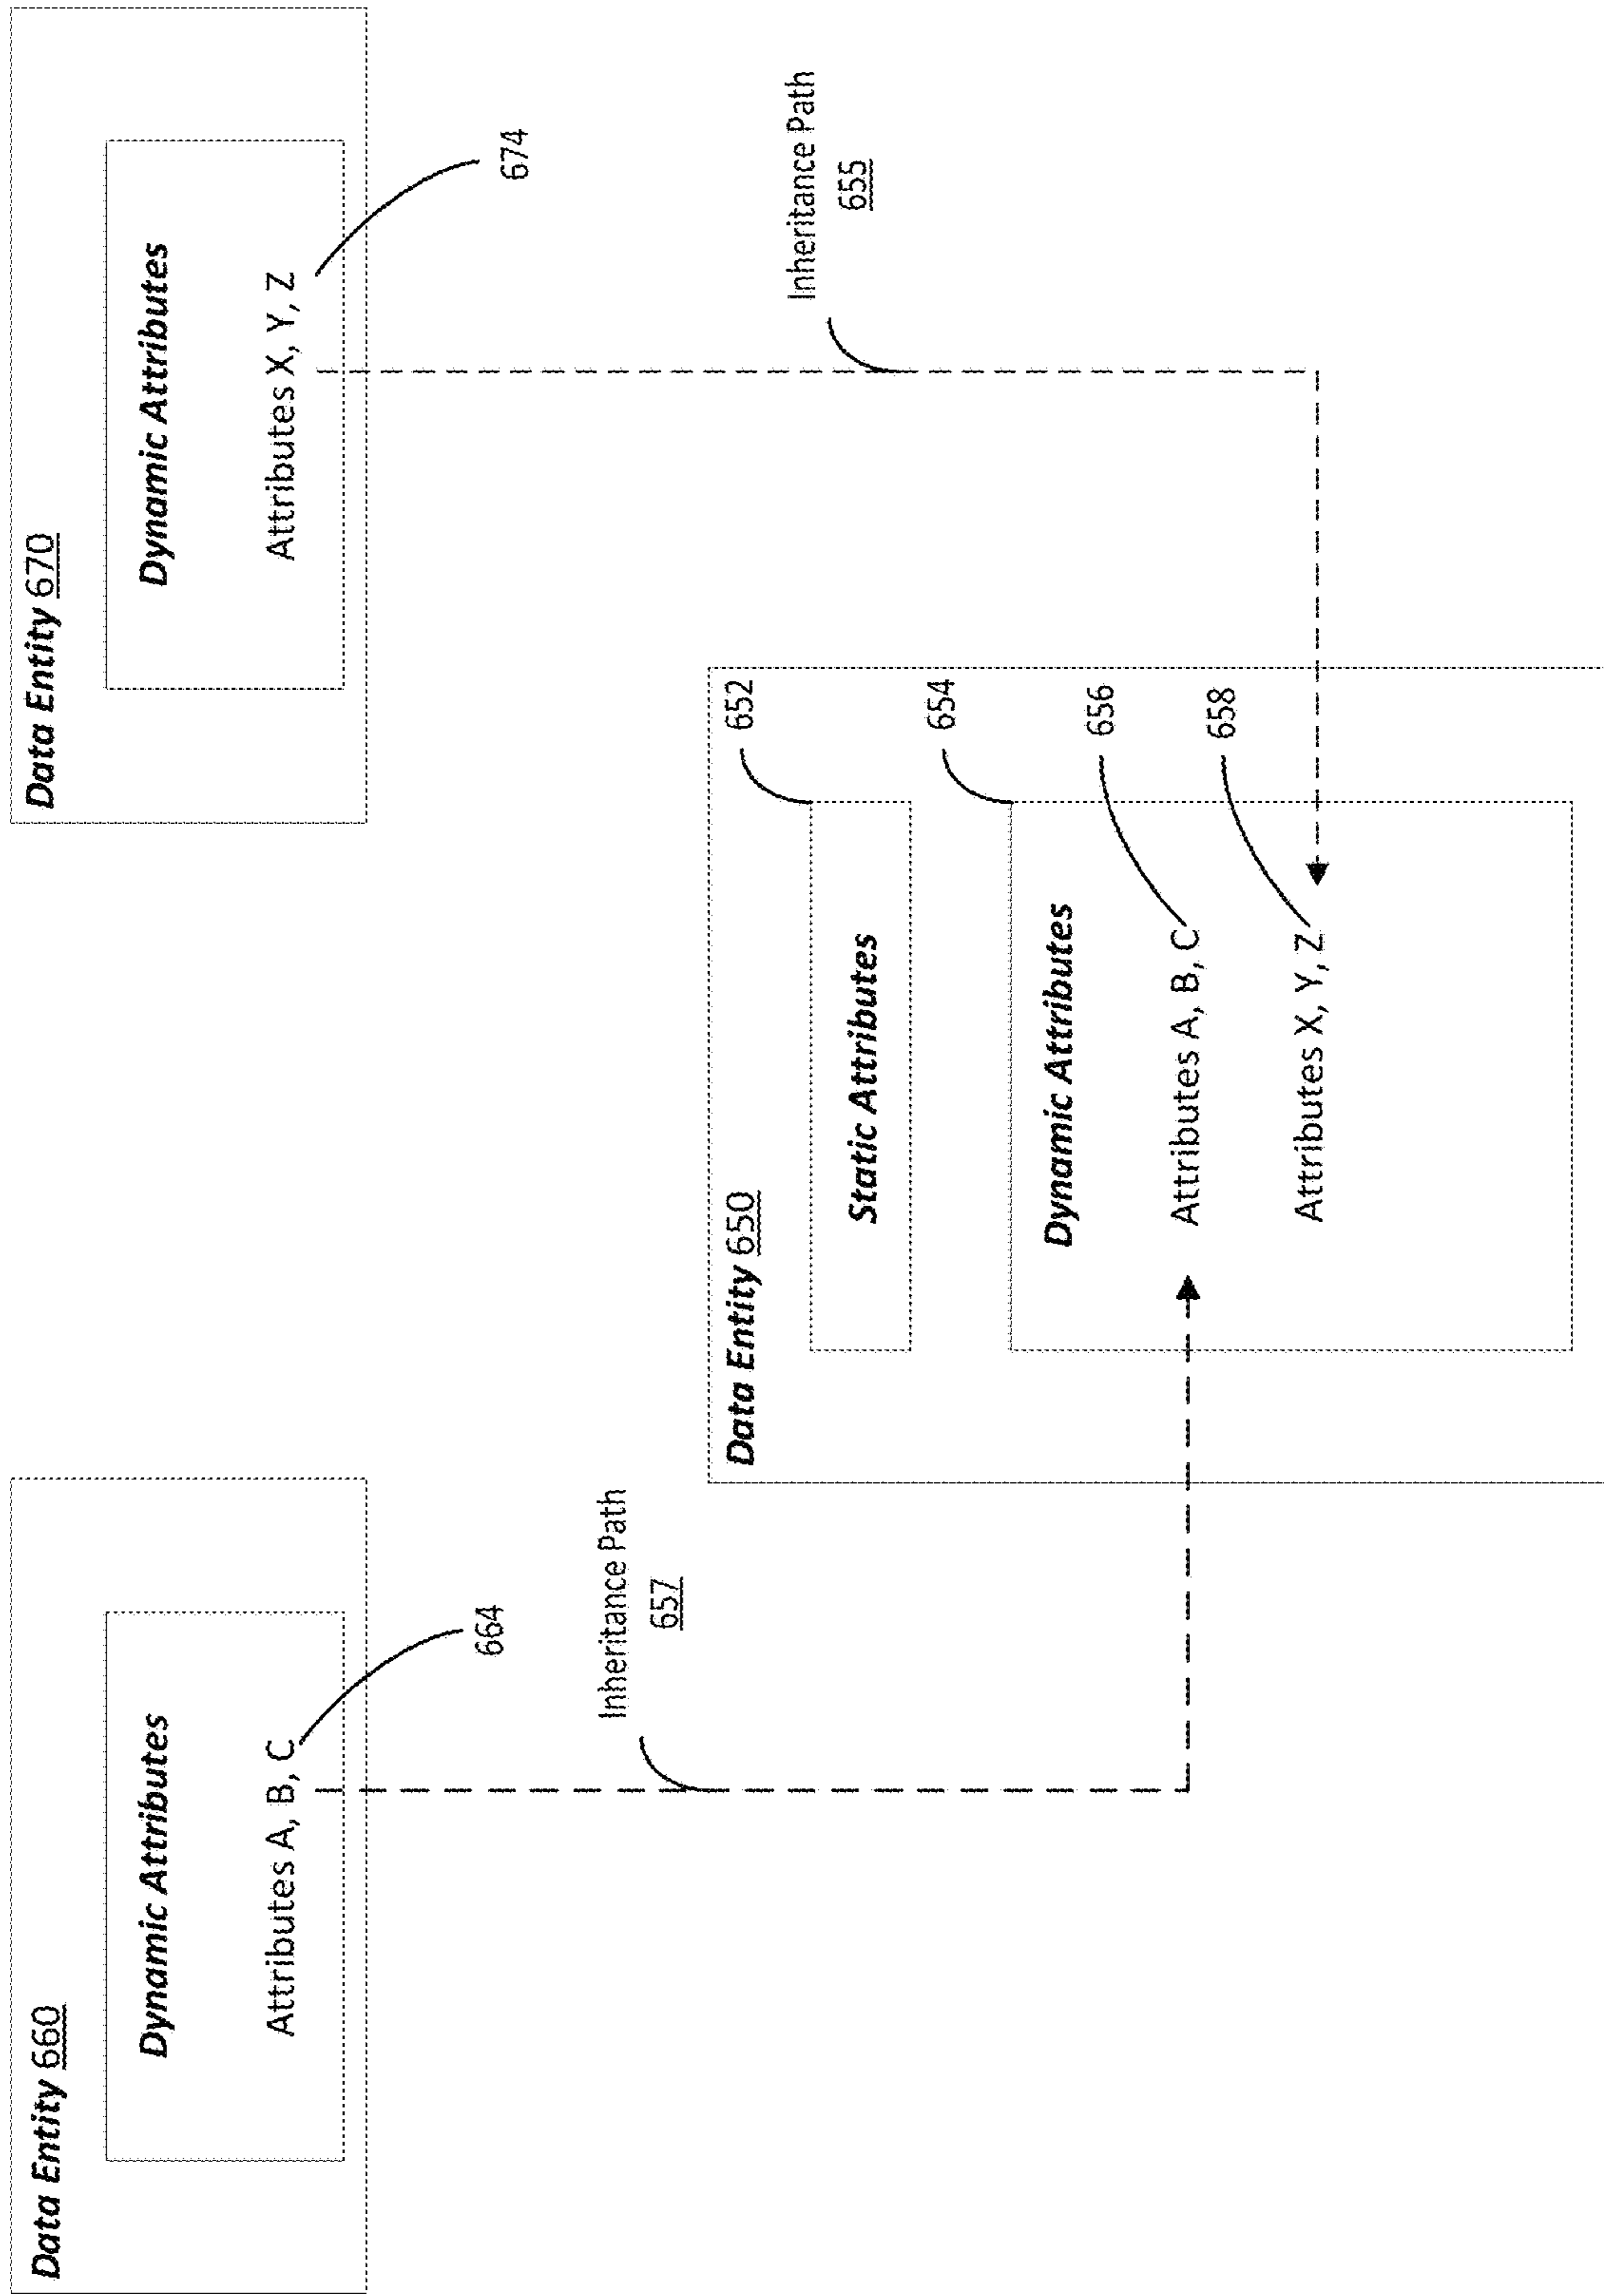 Data Entity 660
Dynamic Attributes
Attributes A, B, C
664
Inheritance Path
657
Data Entity 670
Dynamic Attributes
Attributes X, Y, Z
674
Inheritance Path
655
Data Entity 650
652
Static Attributes
654
Dynamic Attributes
656
Attributes A, B, C
658
Attributes X, Y, Z